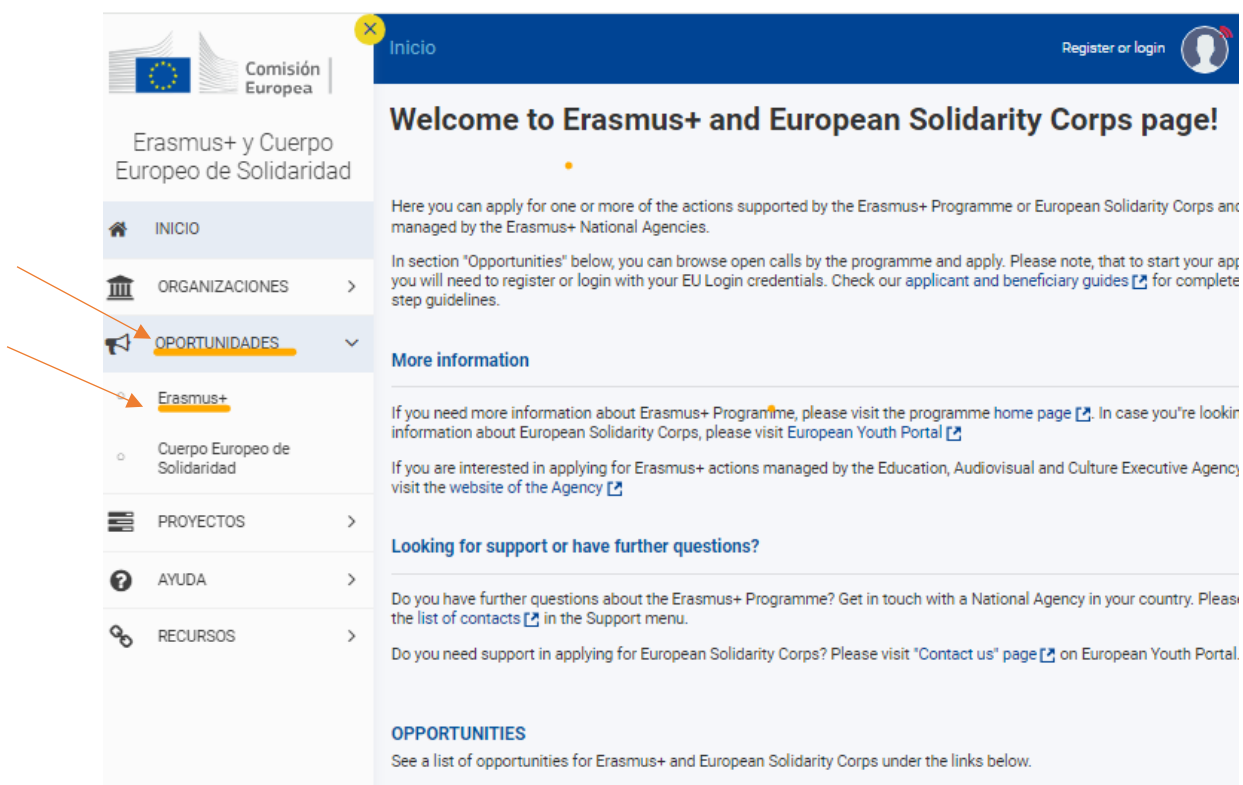 Comisión
Europea
Erasmus+ y Cuerpo
Europeo de Solidaridad
INICIO
ORGANIZACIONES
OPORTUNIDADES
Erasmus+
Cuerpo Europeo de
Solidaridad
PROYECTOS
AYUDA
RECURSOS
Inicio
Register or login
Welcome to Erasmus+ and European Solidarity Corps page!
Here you can apply for one or more of the actions supported by the Erasmus+ Programme or European Solidarity Corps and
managed by the Erasmus+ National Agencies.
In section "Opportunities" below, you can browse open calls by the programme and apply. Please note, that to start your app
you will need to register or login with your EU Login credentials. Check our applicant and beneficiary guides for complete
step guidelines.
More information
If you need more information about Erasmus+ Programme, please visit the programme home page. In case you"re lookin
information about European Solidarity Corps, please visit European Youth Portal
If you are interested in applying for Erasmus+ actions managed by the Education, Audiovisual and Culture Executive Agency
visit the website of the Agency
Looking for support or have further questions?
Do you have further questions about the Erasmus+ Programme? Get in touch with a National Agency in your country. Please
the list of contacts in the Support menu.
Do you need support in applying for European Solidarity Corps? Please visit "Contact us" page on European Youth Portal.
OPPORTUNITIES
See a list of opportunities for Erasmus+ and European Solidarity Corps under the links below.